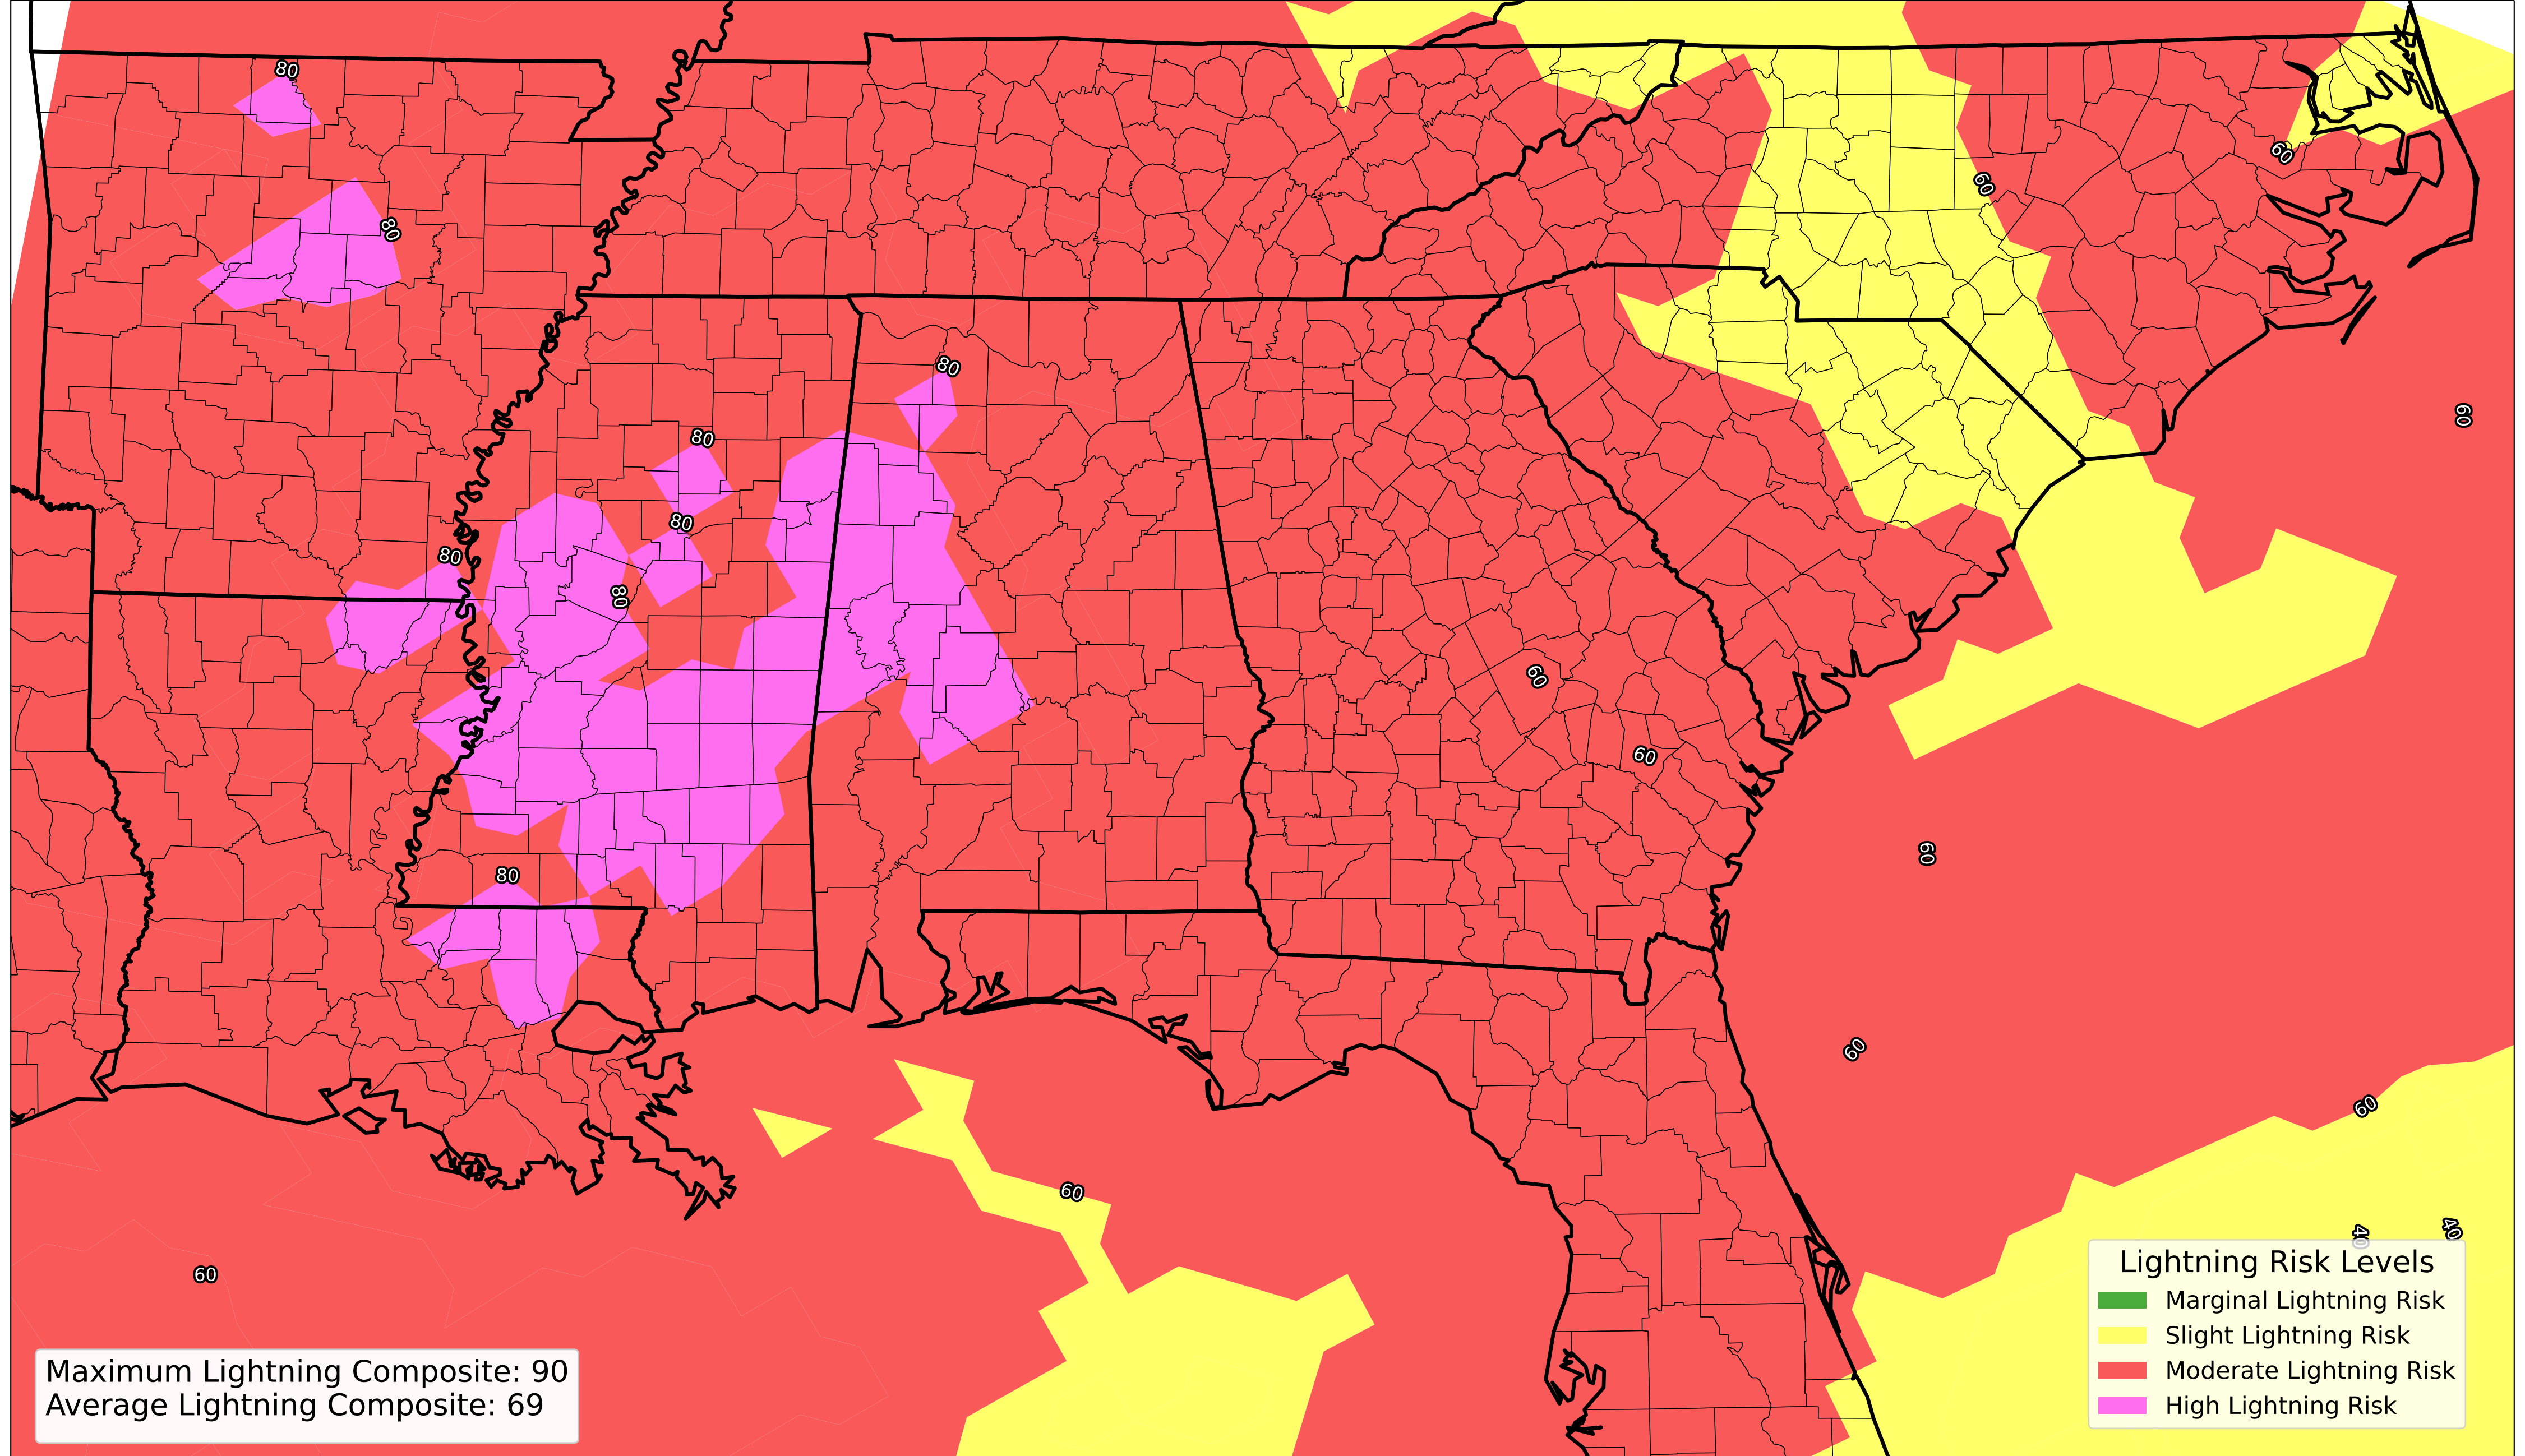 80
60
80
60
80
60
80
80
80
80
60
60
60
80
60
60
60
40
40
60
Lightning Risk Levels
Marginal Lightning Risk
Slight Lightning Risk
Moderate Lightning Risk
High Lightning Risk
Maximum Lightning Composite: 90
Average Lightning Composite: 69